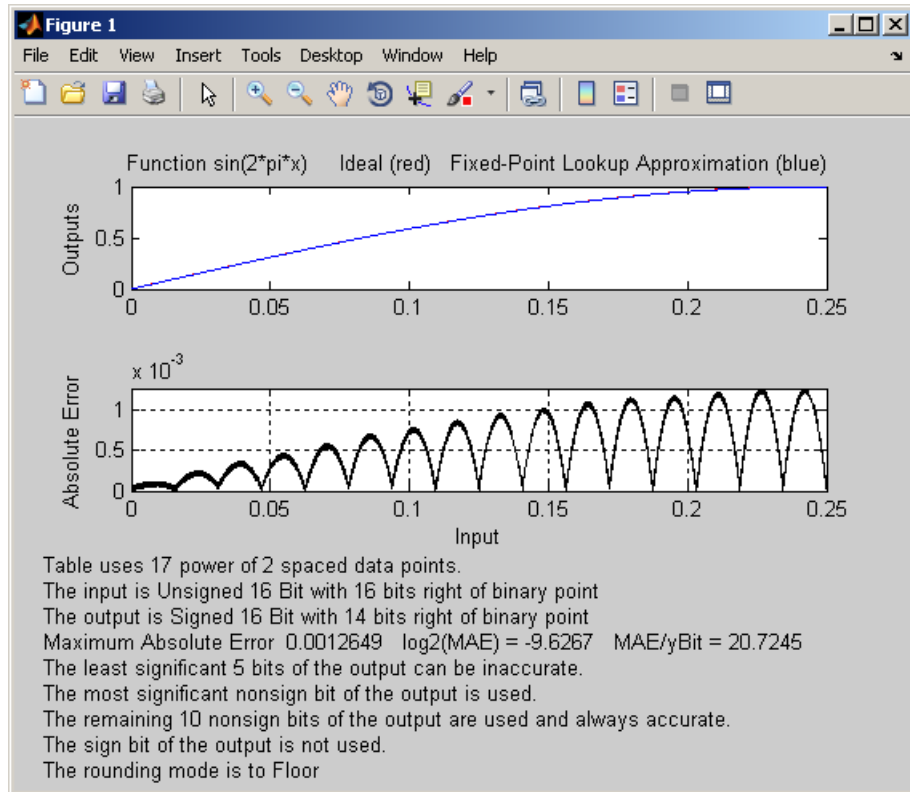 Figure 1
File Edit View Insert Tools Desktop Window Help
Function sin(2*pi*x) Ideal (red) Fixed-Point Lookup Approximation (blue)
Outputs
1
0.5
0
0 0.05 0.1 0.15 0.2 0.25
x 10^-3
Absolute Error
1
0.5
0
0 0.05 0.1 0.15 0.2 0.25
Input
Table uses 17 power of 2 spaced data points.
The input is Unsigned 16 Bit with 16 bits right of binary point
The output is Signed 16 Bit with 14 bits right of binary point
Maximum Absolute Error 0.0012649 log2(MAE) = -9.6267 MAE/yBit = 20.7245
The least significant 5 bits of the output can be inaccurate.
The most significant nonsign bit of the output is used.
The remaining 10 nonsign bits of the output are used and always accurate.
The sign bit of the output is not used.
The rounding mode is to Floor